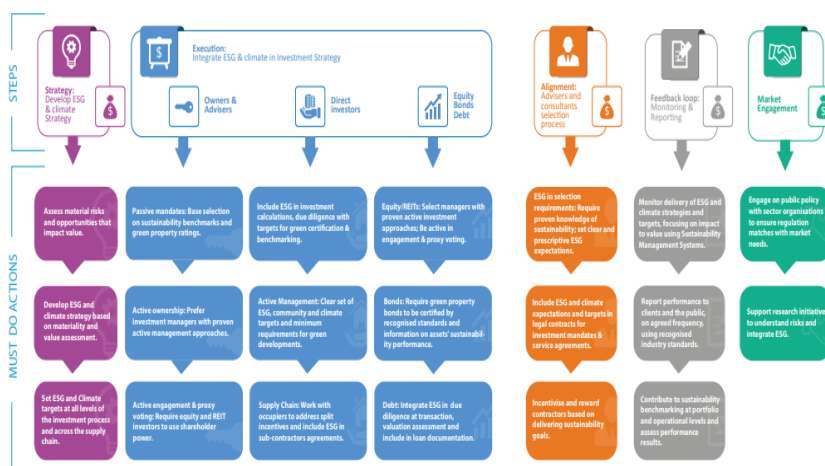 STEPS
Strategy:
Develop ESG
& climate
Strategy
$
$
Execution:
Integrate ESG & climate in Investment Strategy
Owners &
Advisers
Direct
investors
Equity
Bonds
Debt
Alignment:
Advisers and
consultants
selection
process
$
Feedback loop:
Monitoring &
Reporting
$
Market
Engagement
$
MUST DO ACTIONS
Assess material risks
and opportunities that
impact value.
Develop ESG and
climate strategy based
on materiality and
value assessment.
Set ESG and Climate
targets at all levels of
the investment process
and across the supply
chain.
Passive mandates: Base selection
on sustainability benchmarks and
green property ratings.
Active ownership: Prefer
investment managers with proven
active management approaches.
Active engagement & proxy
voting: Require equity and REIT
investors to use shareholder
power.
Include ESG in investment
calculations, due diligence with
targets for green certification &
benchmarking.
Active Management: Clear set of
ESG, community and climate
targets and minimum
requirements for green
developments.
Supply Chain: Work with
occupiers to address split
incentives and include ESG in
sub-contractors agreements.
Equity/REITs: Select managers with
proven active investment
approaches; Be active in
engagement & proxy voting.
Bonds: Require green property
bonds to be certified by
recognised standards and
information on assets' sustainabil-
ity performance.
Debt: Integrate ESG in due
diligence at transaction,
valuation assessment and
include in loan documentation.
ESG in selection
requirements: Require
proven knowledge of
sustainability; set clear and
prescriptive ESG
expectations.
Include ESG and climate
expectations and targets in
legal contracts for
investment mandates &
service agreements.
Incentivise and reward
contractors based on
delivering sustainability
goals.
Monitor delivery of ESG and
climate strategies and
targets, focusing on impact
to value using Sustainability
Management Systems.
Report performance to
clients and the public,
on agreed frequency,
using recognised
industry standards.
Contribute to sustainability
benchmarking at portfolio
and operational levels and
assess performance
results.
Engage on public policy
with sector organisations
to ensure regulation
matches with market
needs.
Support research initiative
to understand risks and
integrate ESG.